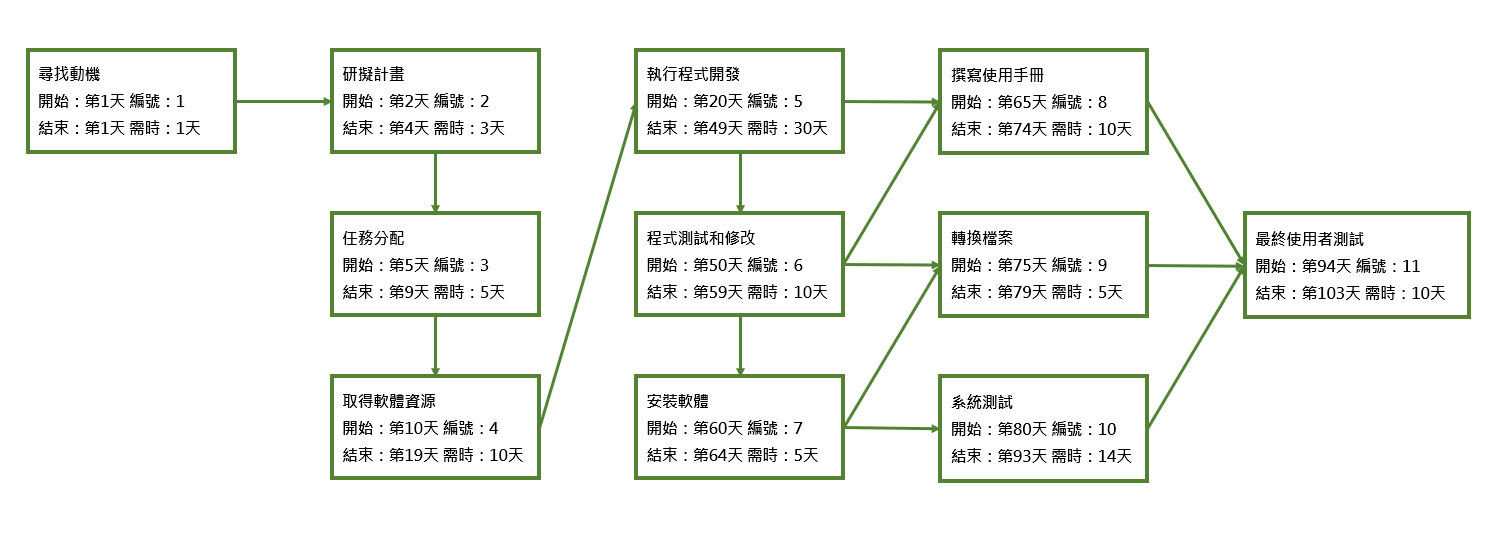 尋找動機
開始：第1天 編號：1
結束：第1天 需時：1天
研擬計畫
開始：第2天 編號：2
結束：第4天 需時：3天
任務分配
開始：第5天 編號：3
結束：第9天 需時：5天
取得軟體資源
開始：第10天 編號：4
結束：第19天 需時：10天
執行程式開發
開始：第20天 編號：5
結束：第49天 需時：30天
程式測試和修改
開始：第50天 編號：6
結束：第59天 需時：10天
安裝軟體
開始：第60天 編號：7
結束：第64天 需時：5天
撰寫使用手冊
開始：第65天 編號：8
結束：第74天 需時：10天
轉換檔案
開始：第75天 編號：9
結束：第79天 需時：5天
系統測試
開始：第80天 編號：10
結束：第93天 需時：14天
最終使用者測試
開始：第94天 編號：11
結束：第103天 需時：10天